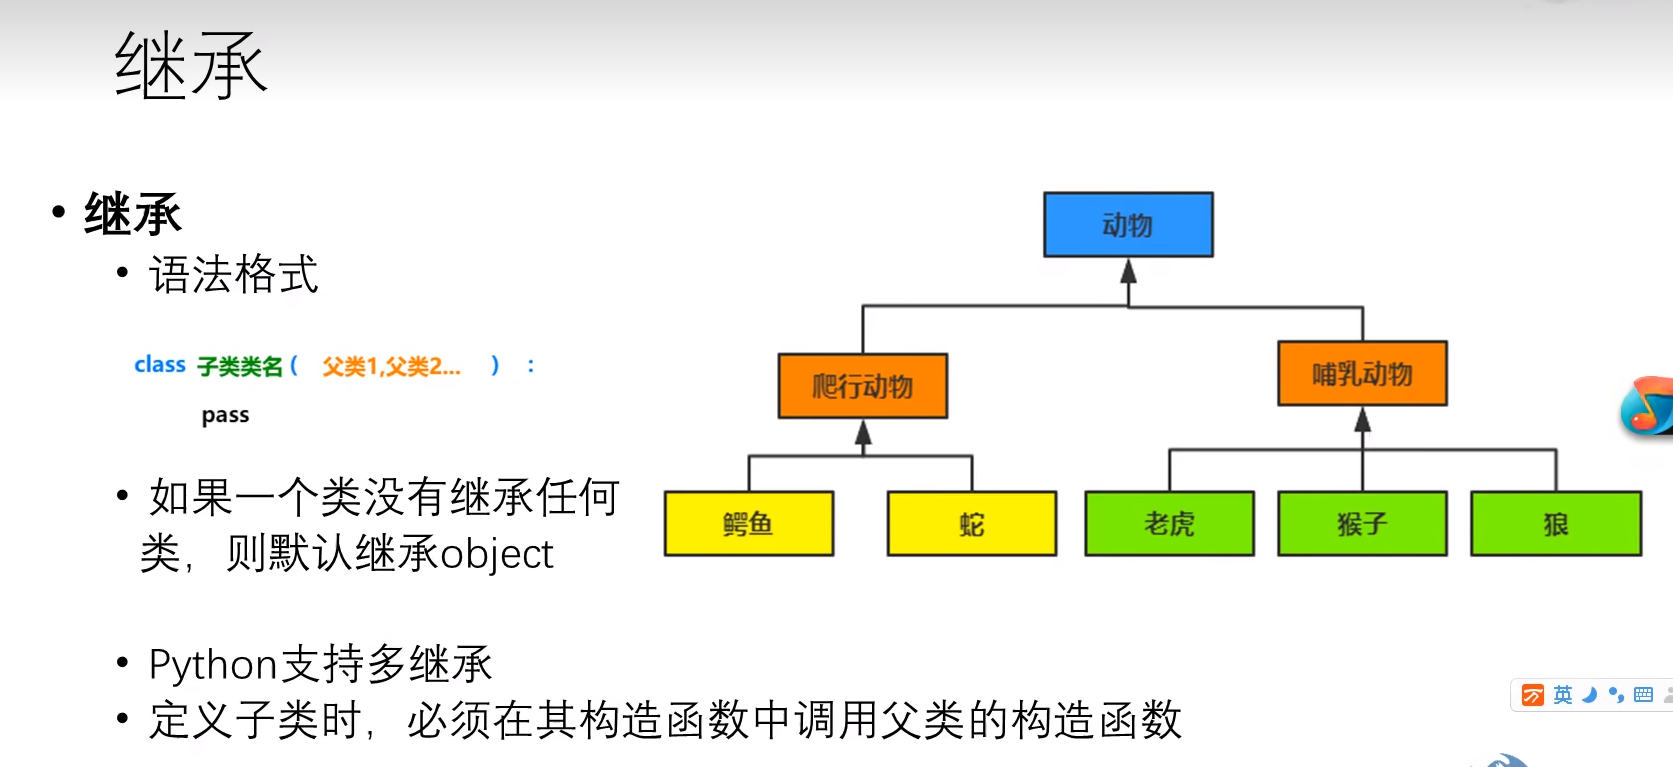 继承
• 继承
• 语法格式
class 子类类名 ( 父类1,父类2... ) :
pass
• 如果一个类没有继承任何
类，则默认继承object
• Python支持多继承
• 定义子类时，必须在其构造函数中调用父类的构造函数
动物
爬行动物
哺乳动物
鳄鱼
蛇
老虎
猴子
狼
英